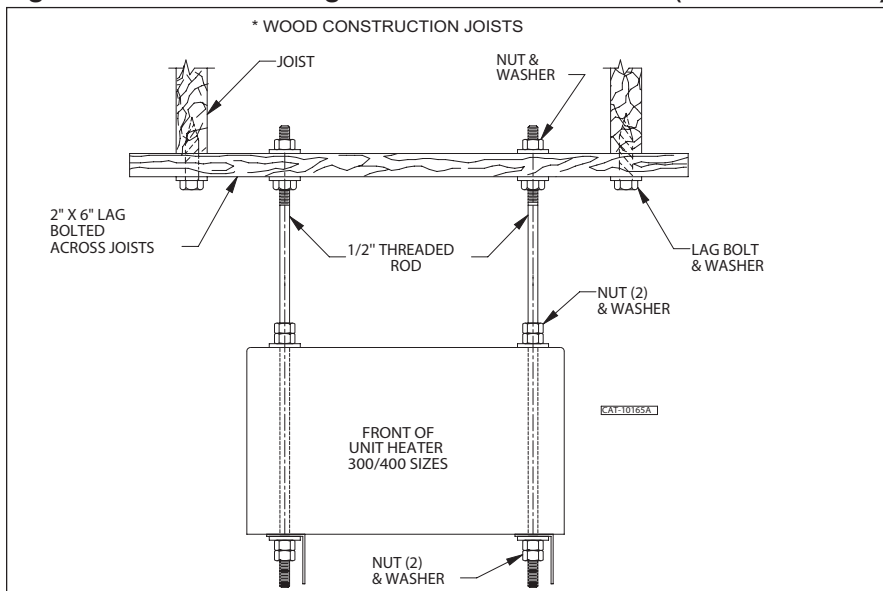 * WOOD CONSTRUCTION JOISTS
JOIST
NUT &
WASHER
2" X 6" LAG
BOLTED
ACROSS JOISTS
1/2" THREADED
ROD
LAG BOLT
& WASHER
NUT (2)
& WASHER
CAT-10165A
FRONT OF
UNIT HEATER
300/400 SIZES
NUT (2)
& WASHER